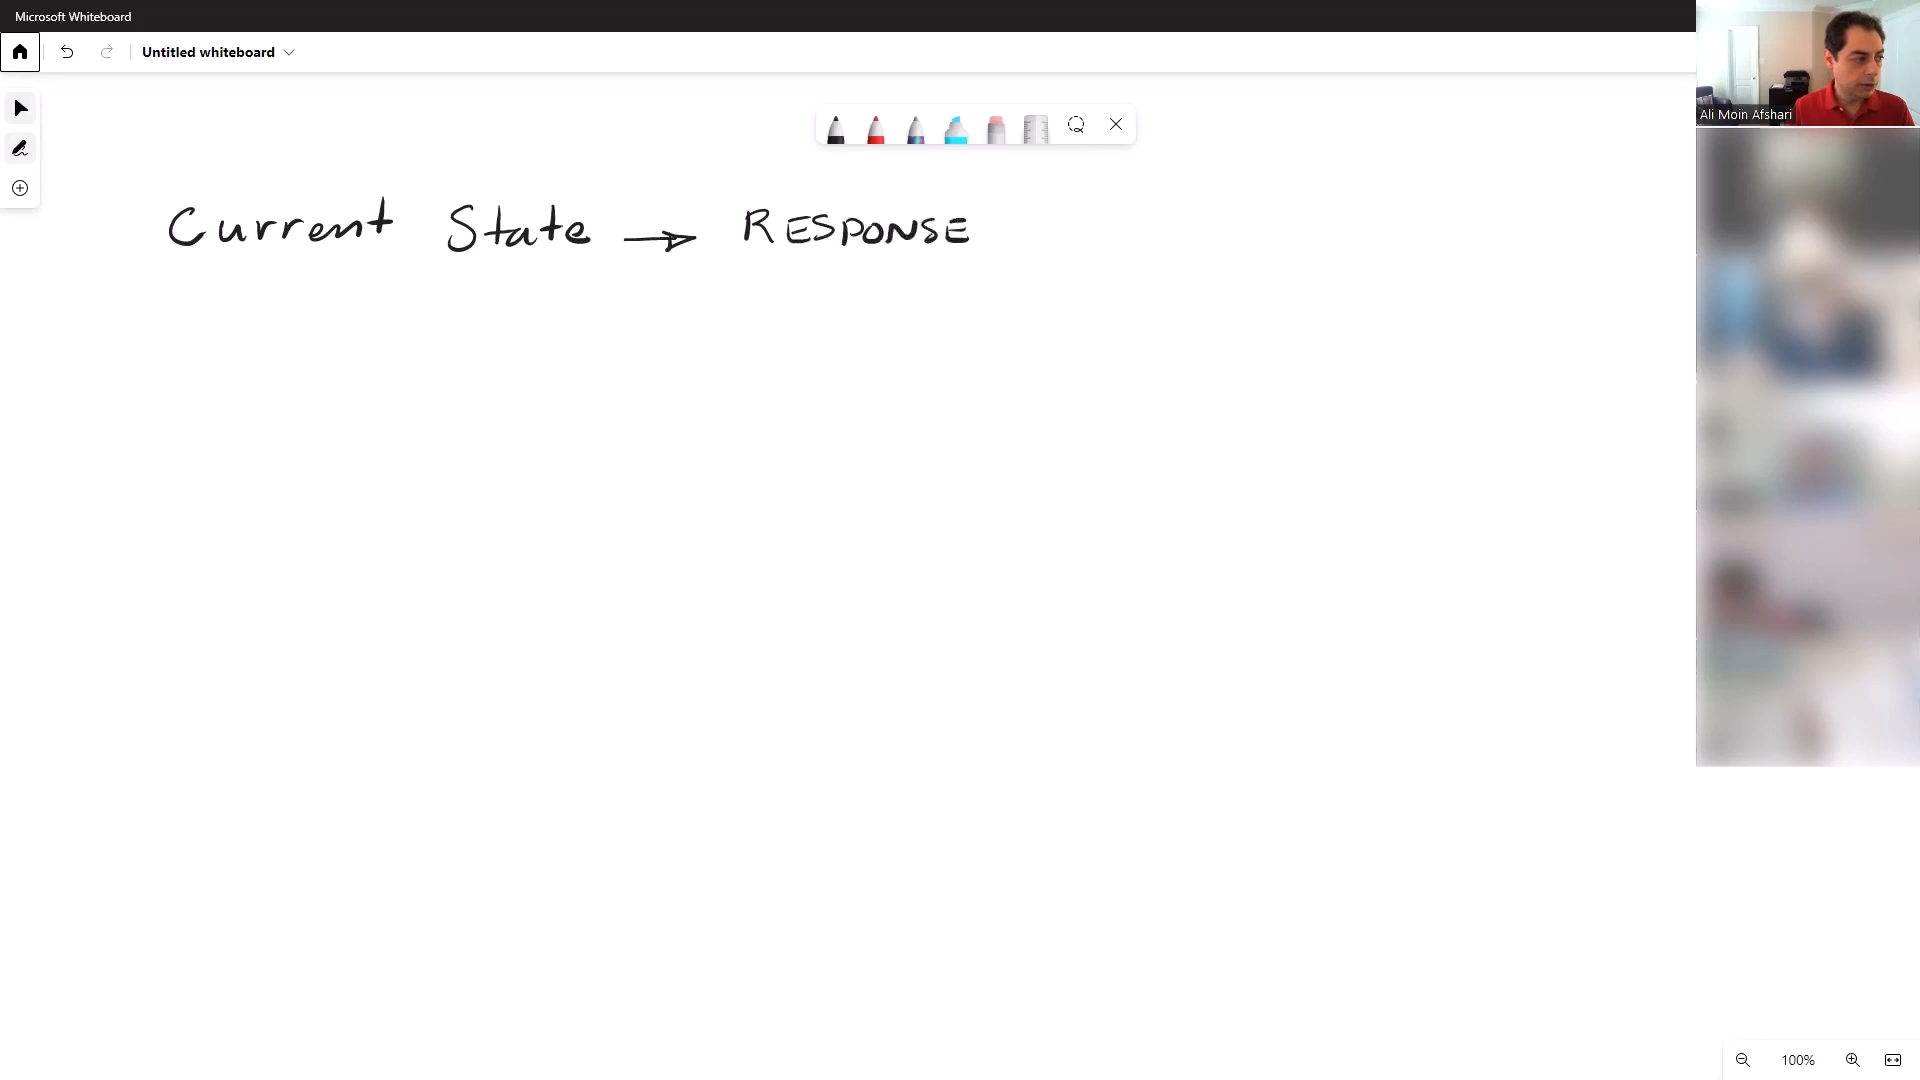 Microsoft Whiteboard
Untitled whiteboard
Ali Moin Afshari
Current State → RESPONSE
100%